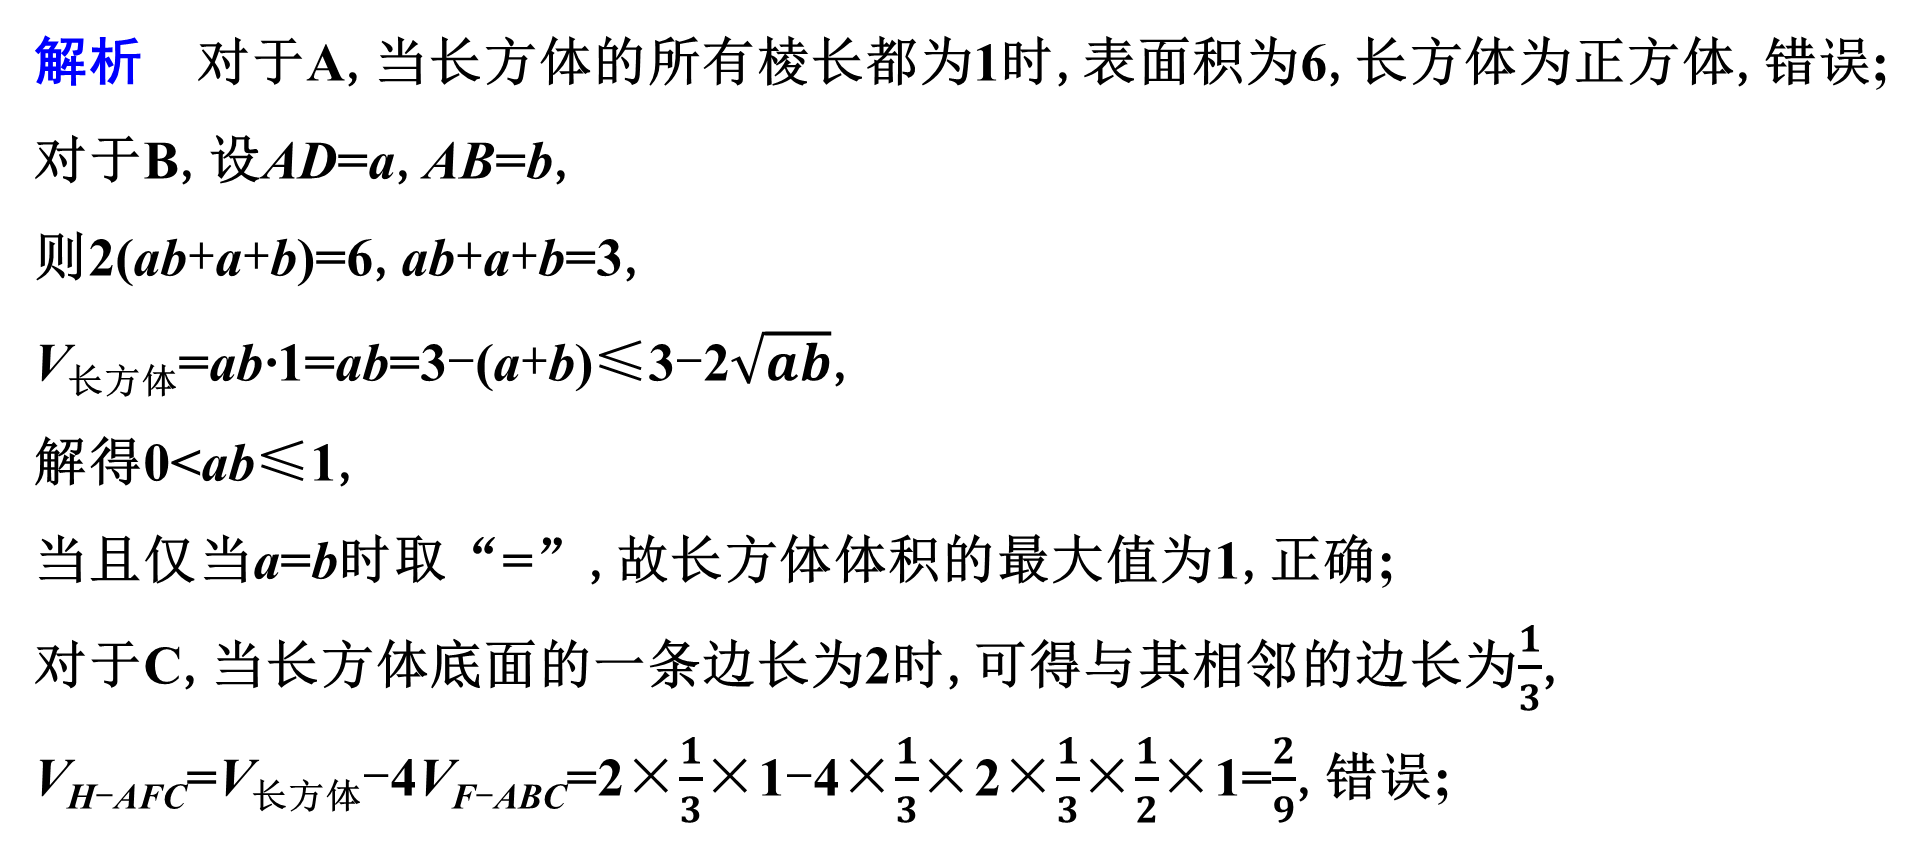 解析　对于A, 当长方体的所有棱长都为1时, 表面积为6, 长方体为正方体, 错误;
对于B, 设AD=a, AB=b,
则2(ab+a+b)=6, ab+a+b=3,
V长方体=ab·1=ab=3−(a+b)≤3−2√ab,
解得0<ab≤1,
当且仅当a=b时取“=”, 故长方体体积的最大值为1, 正确;
对于C, 当长方体底面的一条边长为2时, 可得与其相邻的边长为1/3,
V_{H−AFC}=V长方体−4V_{F−ABC}=2×1/3×1−4×1/3×2×1/3×1/2×1=2/9, 错误;